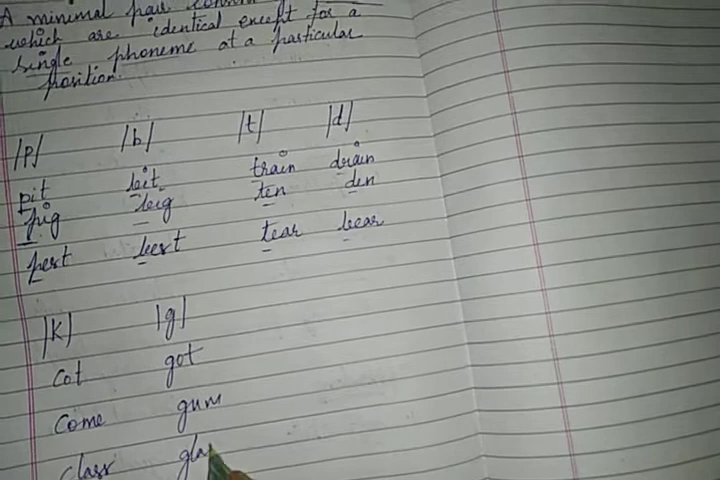 A minimal pair
which are identical except for a
single phoneme at a particular
position.
/p/ /b/ /t/ /d/
pit bit train drain
pig big ten den
pest best tear bear
/k/ /g/
Cot got
Come gum
class gla